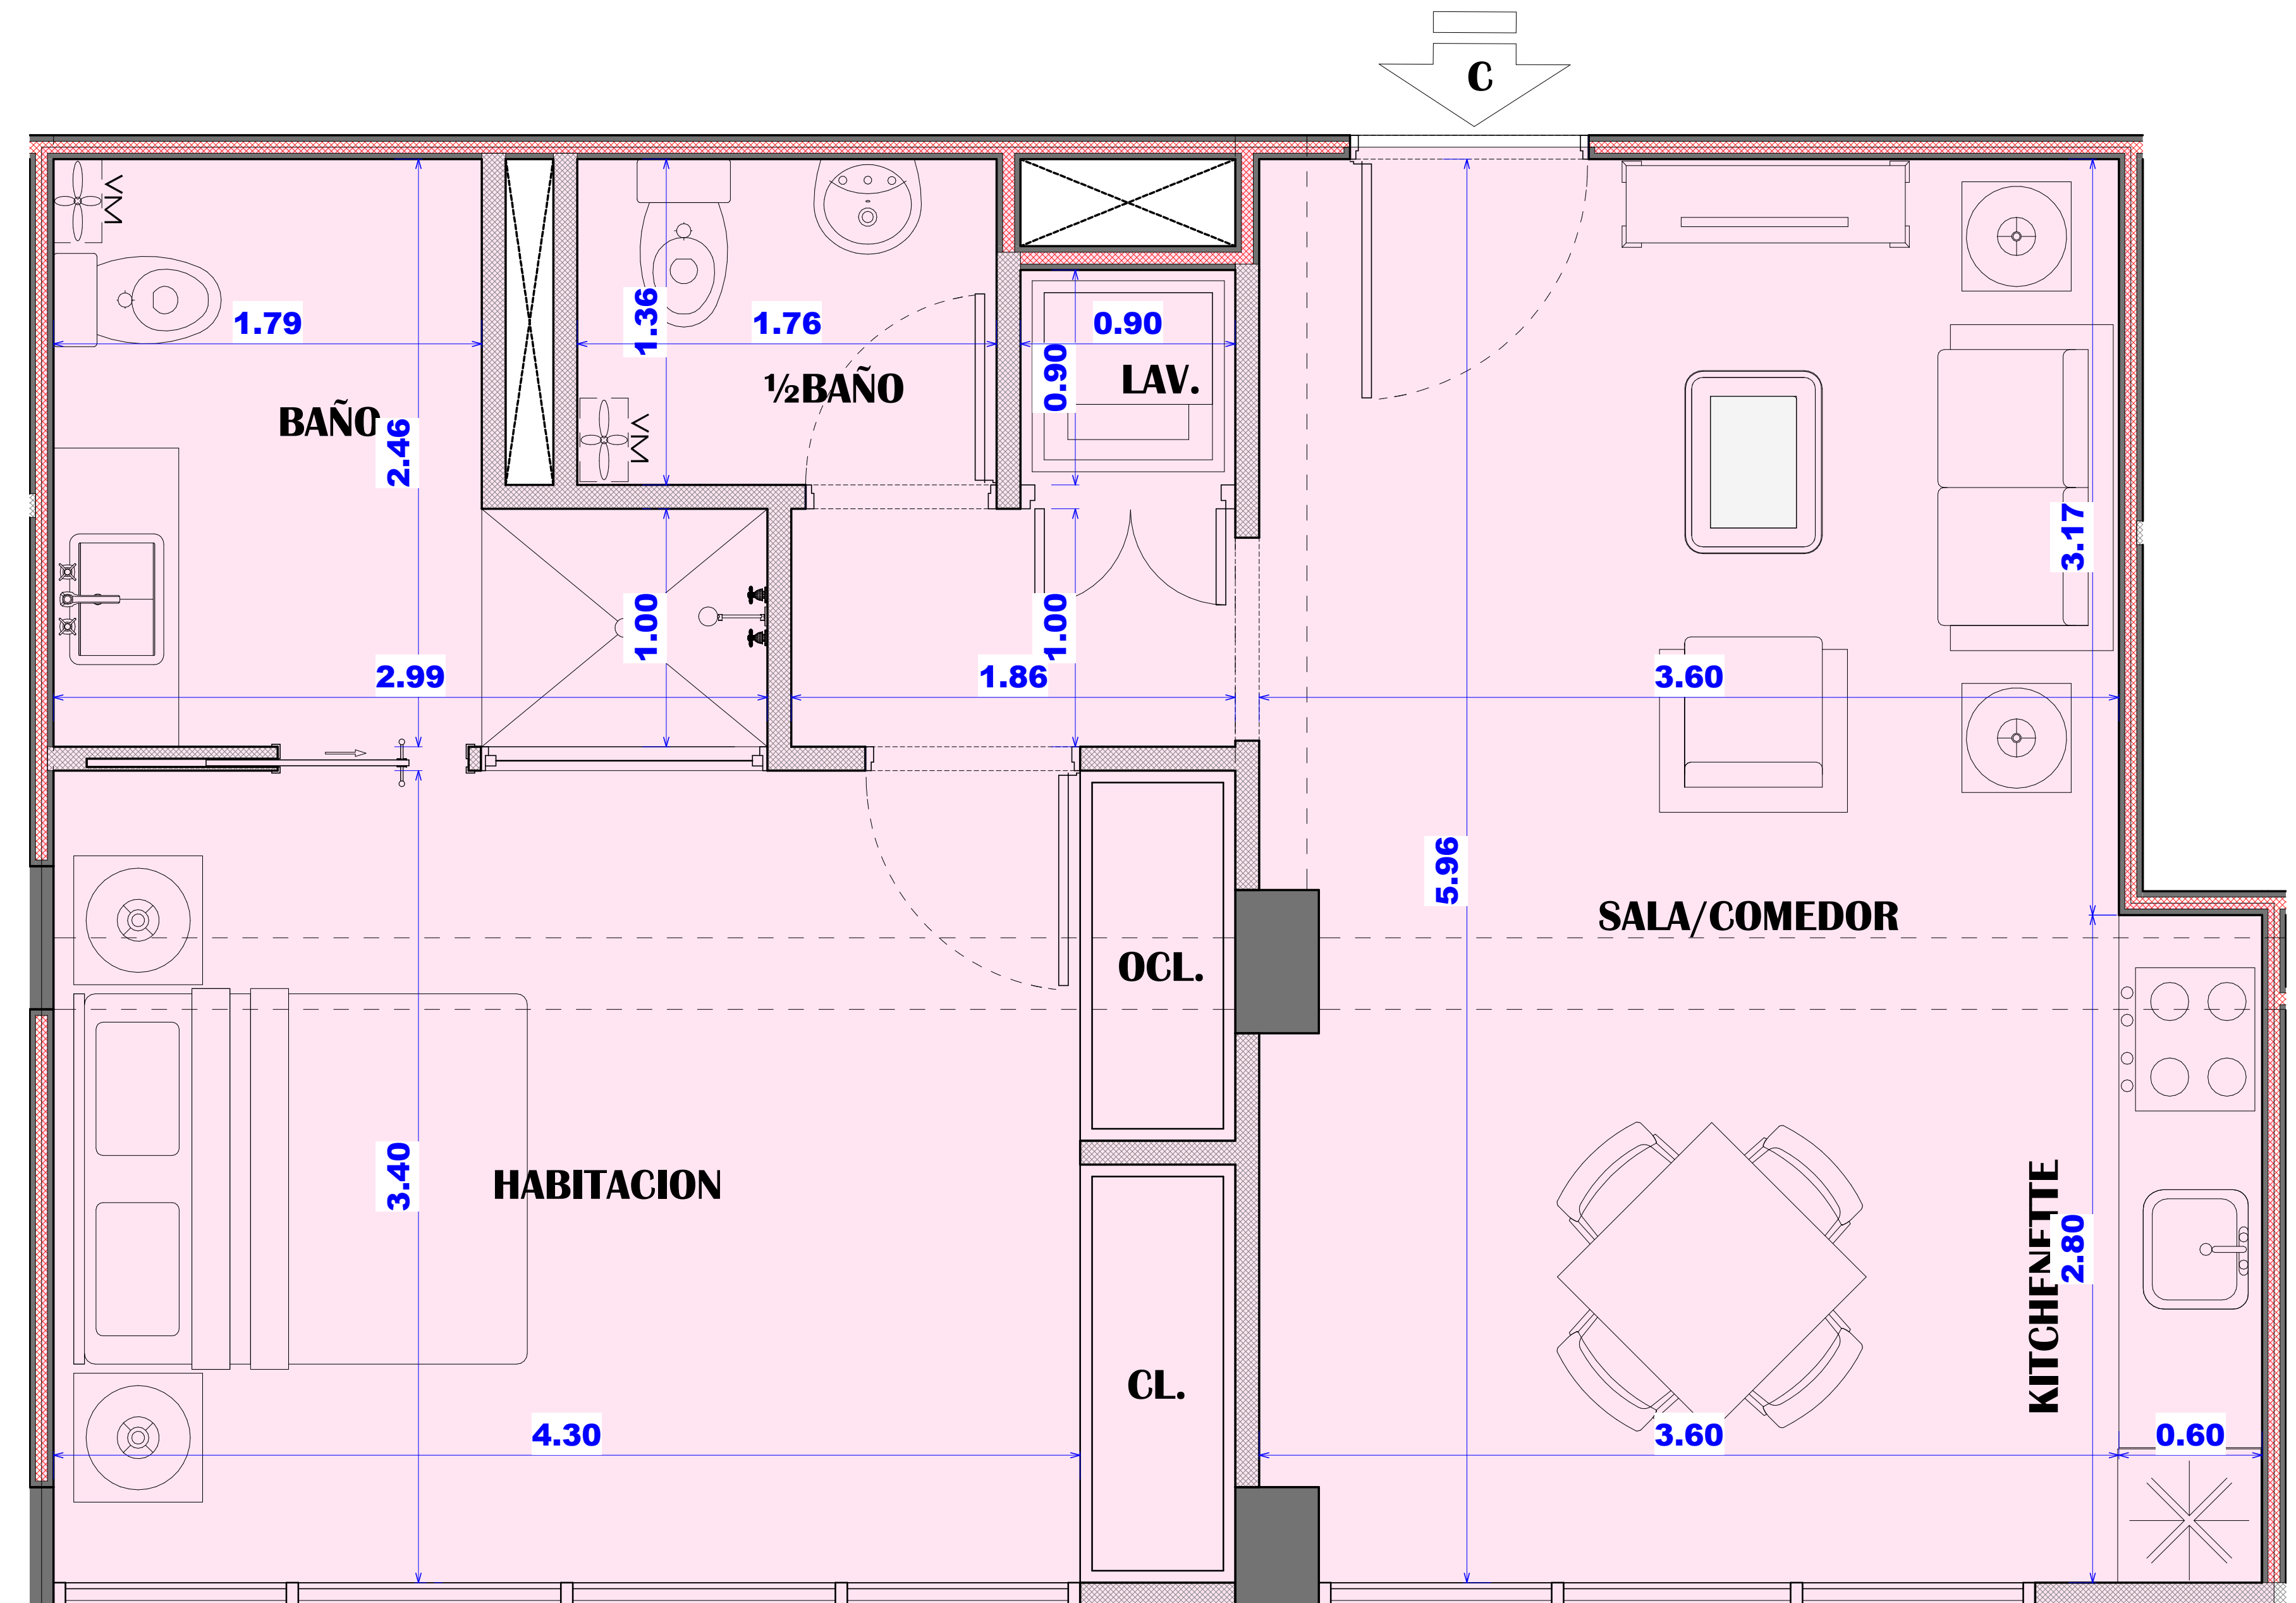 C
VM
1.79
1.36
1.76
0.90
0.90
LAV.
½BAÑO
BAÑO
2.46
VM
3.17
1.00
1.00
2.99
1.86
3.60
5.96
SALA/COMEDOR
OCL.
3.40
HABITACION
KITCHENETTE
2.80
CL.
4.30
3.60
0.60